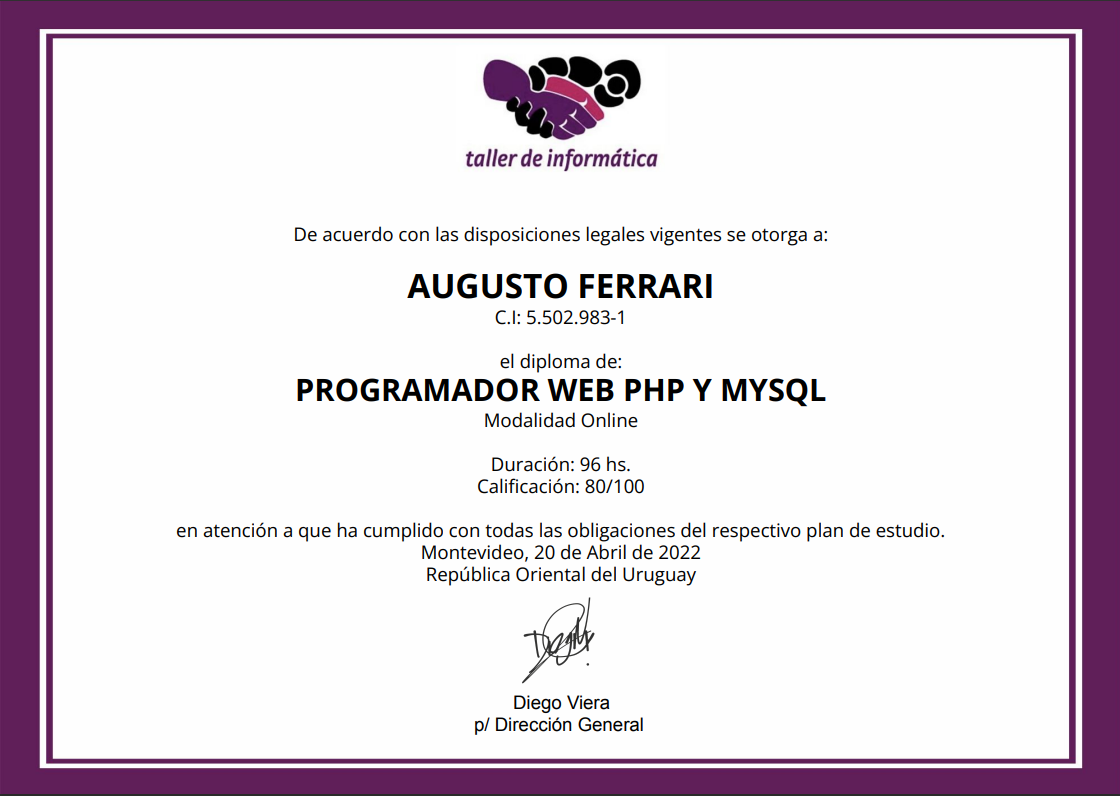 taller de informática
De acuerdo con las disposiciones legales vigentes se otorga a:
AUGUSTO FERRARI
C.I: 5.502.983-1
el diploma de:
PROGRAMADOR WEB PHP Y MYSQL
Modalidad Online
Duración: 96 hs.
Calificación: 80/100
en atención a que ha cumplido con todas las obligaciones del respectivo plan de estudio.
Montevideo, 20 de Abril de 2022
República Oriental del Uruguay
Diego Viera
p/ Dirección General